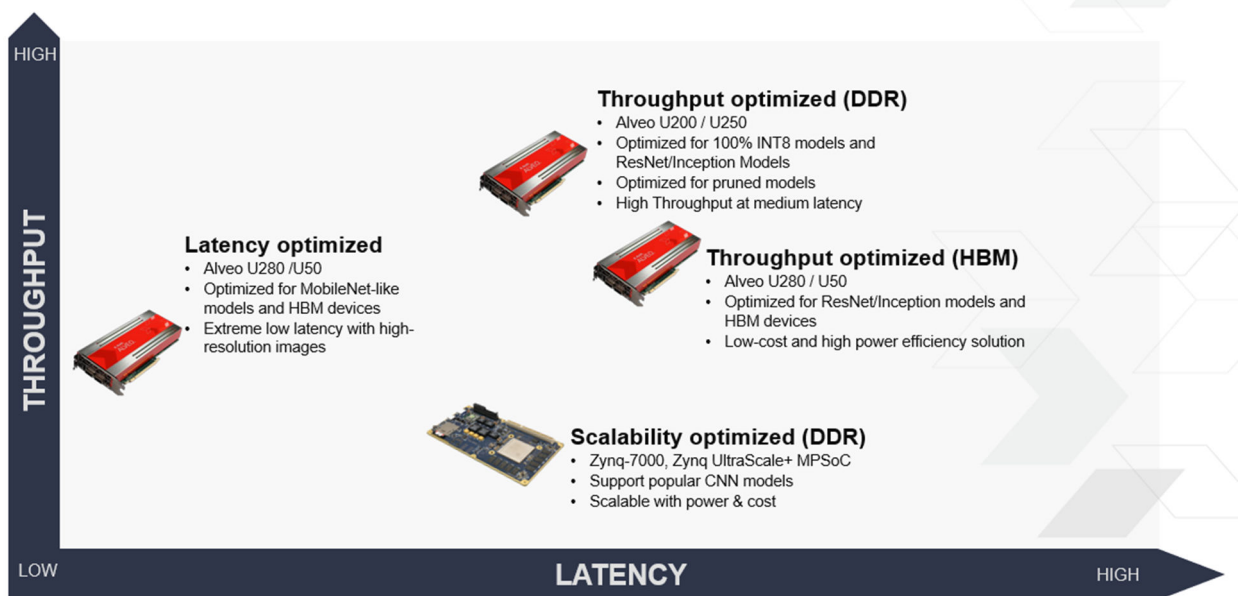 HIGH
THROUGHPUT
Throughput optimized (DDR)
• Alveo U200 / U250
• Optimized for 100% INT8 models and
ResNet/Inception Models
• Optimized for pruned models
• High Throughput at medium latency
Latency optimized
• Alveo U280 /U50
• Optimized for MobileNet-like
models and HBM devices
• Extreme low latency with high-
resolution images
Throughput optimized (HBM)
• Alveo U280 / U50
• Optimized for ResNet/Inception models and
HBM devices
• Low-cost and high power efficiency solution
Scalability optimized (DDR)
• Zynq-7000, Zynq UltraScale+ MPSoC
• Support popular CNN models
• Scalable with power & cost
LOW
LATENCY
HIGH